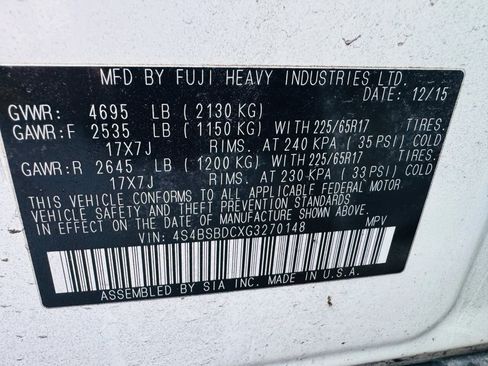 MFD BY FUJI HEAVY INDUSTRIES LTD.
DATE: 12/15
GVWR: 4695 LB (2130 KG)
GAWR:F 2535 LB (1150 KG) WITH 225/65R17 TIRES.
17X7J RIMS. AT 240 KPA (35 PSI) COLD
GAWR:R 2645 LB (1200 KG) WITH 225/65R17 TIRES.
17X7J RIMS. AT 230 KPA (33 PSI) COLD
THIS VEHICLE CONFORMS TO ALL APPLICABLE FEDERAL MOTOR
VEHICLE SAFETY AND THEFT PREVENTION STANDARDS
IN EFFECT ON THE DATE OF MANUFACTURE SHOWN ABOVE.
VIN: 4S4BSBDCXG3270148 MPV
ASSEMBLED BY SIA INC. MADE IN U.S.A.